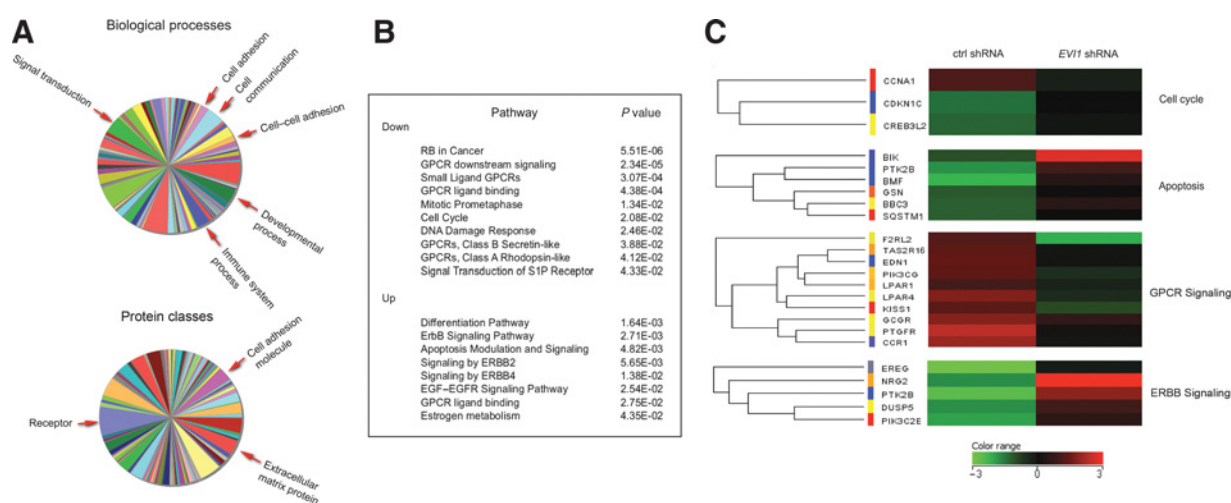 A
Biological processes
Signal transduction
Cell adhesion
Cell
communication
Cell–cell adhesion
Developmental
process
Immune system
process
Protein classes
Cell adhesion
molecule
Receptor
Extracellular
matrix protein
B
Pathway P value
Down
RB in Cancer 5.51E-06
GPCR downstream signaling 2.34E-05
Small Ligand GPCRs 3.07E-04
GPCR ligand binding 4.38E-04
Mitotic Prometaphase 1.34E-02
Cell Cycle 2.08E-02
DNA Damage Response 2.46E-02
GPCRs, Class B Secretin-like 3.88E-02
GPCRs, Class A Rhodopsin-like 4.12E-02
Signal Transduction of S1P Receptor 4.33E-02
Up
Differentiation Pathway 1.64E-03
ErbB Signaling Pathway 2.71E-03
Apoptosis Modulation and Signaling 4.82E-03
Signaling by ERBB2 5.65E-03
Signaling by ERBB4 1.38E-02
EGF–EGFR Signaling Pathway 2.54E-02
GPCR ligand binding 2.75E-02
Estrogen metabolism 4.35E-02
C
ctrl shRNA EVI1 shRNA
CCNA1
CDKN1C
CREB3L2
Cell cycle
BIK
PTK2B
BMF
GSN
BBC3
SQSTM1
Apoptosis
F2RL2
TAS2R16
EDN1
PIK3CG
LPAR1
LPAR4
KISS1
GCGR
PTGFR
CCR1
GPCR Signaling
EREG
NRG2
PTK2B
DUSP5
PIK3C2E
ERBB Signaling
Color range
−3 0 3